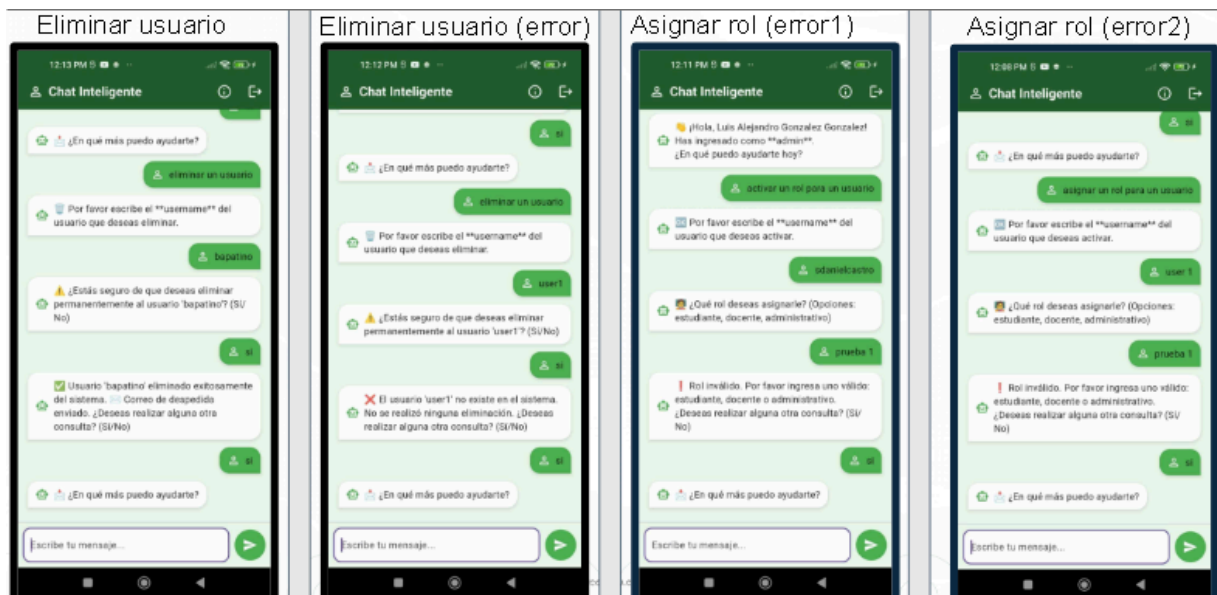 Eliminar usuario
12:13 PM
Chat Inteligente
¿En qué más puedo ayudarte?
eliminar un usuario
Por favor escribe el **username** del
usuario que deseas eliminar.
bapatino
¿Estás seguro de que deseas eliminar
permanentemente al usuario 'bapatino'? (Sí/
No)
si
Usuario 'bapatino' eliminado exitosamente
del sistema. Correo de despedida
enviado. ¿Deseas realizar alguna otra
consulta? (Sí/No)
si
¿En qué más puedo ayudarte?
Escribe tu mensaje...
Eliminar usuario (error)
12:12 PM
Chat Inteligente
si
¿En qué más puedo ayudarte?
eliminar un usuario
Por favor escribe el **username** del
usuario que deseas eliminar.
user1
¿Estás seguro de que deseas eliminar
permanentemente al usuario 'user1'? (Sí/No)
si
El usuario 'user1' no existe en el sistema.
No se realizó ninguna eliminación. ¿Deseas
realizar alguna otra consulta? (Sí/No)
si
¿En qué más puedo ayudarte?
Escribe tu mensaje...
Asignar rol (error1)
12:11 PM
Chat Inteligente
¡Hola, Luis Alejandro Gonzalez Gonzalez!
Has ingresado como **admin**.
¿En qué puedo ayudarte hoy?
activar un rol para un usuario
Por favor escribe el **username** del
usuario que deseas activar.
sdanielcastro
¿Qué rol deseas asignarle? (Opciones:
estudiante, docente, administrativo)
prueba 1
Rol inválido. Por favor ingresa uno válido:
estudiante, docente o administrativo.
¿Deseas realizar alguna otra consulta? (Sí/
No)
si
¿En qué más puedo ayudarte?
Escribe tu mensaje...
Asignar rol (error2)
12:08 PM
Chat Inteligente
si
¿En qué más puedo ayudarte?
asignar un rol para un usuario
Por favor escribe el **username** del
usuario que deseas activar.
user 1
¿Qué rol deseas asignarle? (Opciones:
estudiante, docente, administrativo)
prueba 1
Rol inválido. Por favor ingresa uno válido:
estudiante, docente o administrativo.
¿Deseas realizar alguna otra consulta? (Sí/
No)
si
¿En qué más puedo ayudarte?
Escribe tu mensaje...